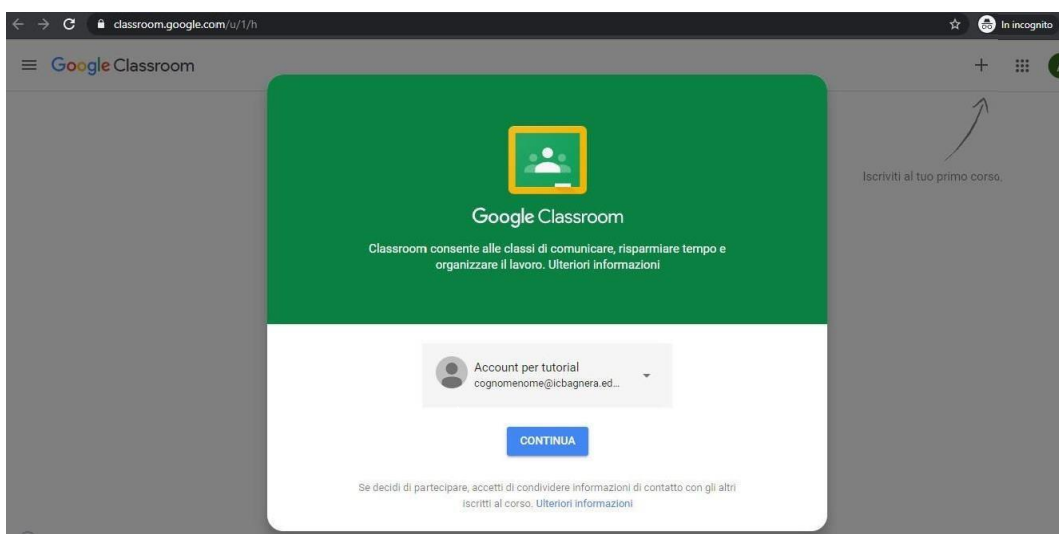 classroom.google.com/u/1/h
In incognito
Google Classroom
Iscriviti al tuo primo corso.
Google Classroom
Classroom consente alle classi di comunicare, risparmiare tempo e
organizzare il lavoro. Ulteriori informazioni
Account per tutorial
cognomenome@icbagnera.ed...
CONTINUA
Se decidi di partecipare, accetti di condividere informazioni di contatto con gli altri
iscritti al corso. Ulteriori informazioni